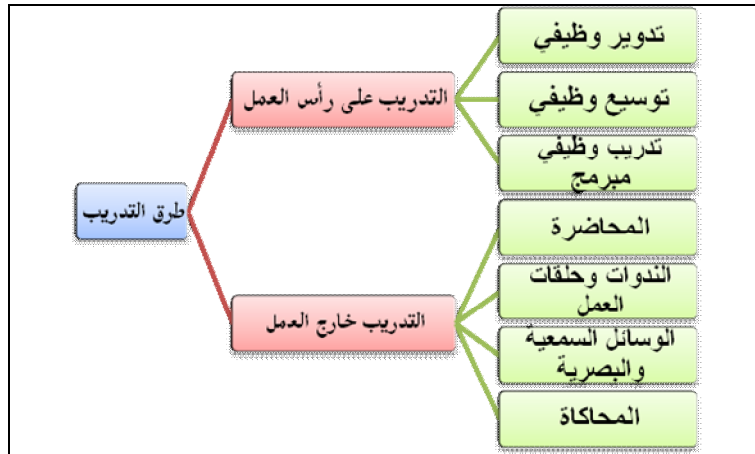 طرق التدريب
التدريب على رأس العمل
تدوير وظيفي
توسيع وظيفي
تدريب وظيفي
مبرمج
التدريب خارج العمل
المحاضرة
الندوات وحلقات
العمل
الوسائل السمعية
والبصرية
المحاكاة